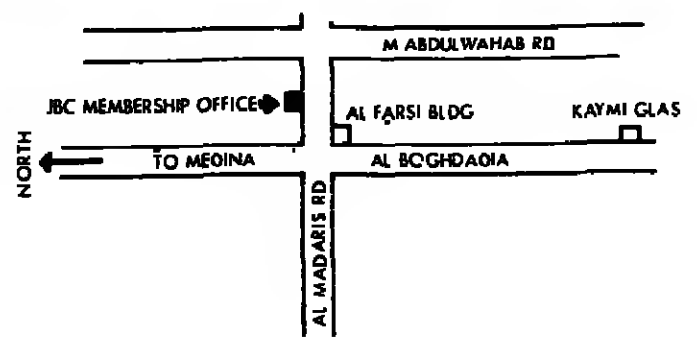 M ABDULWAHAB RD
JBC MEMBERSHIP OFFICE
AL FARSI BLDG
KAYMI GLAS
NORTH
TO MEDINA
AL BOGHDADIA
AL MADARIS RD